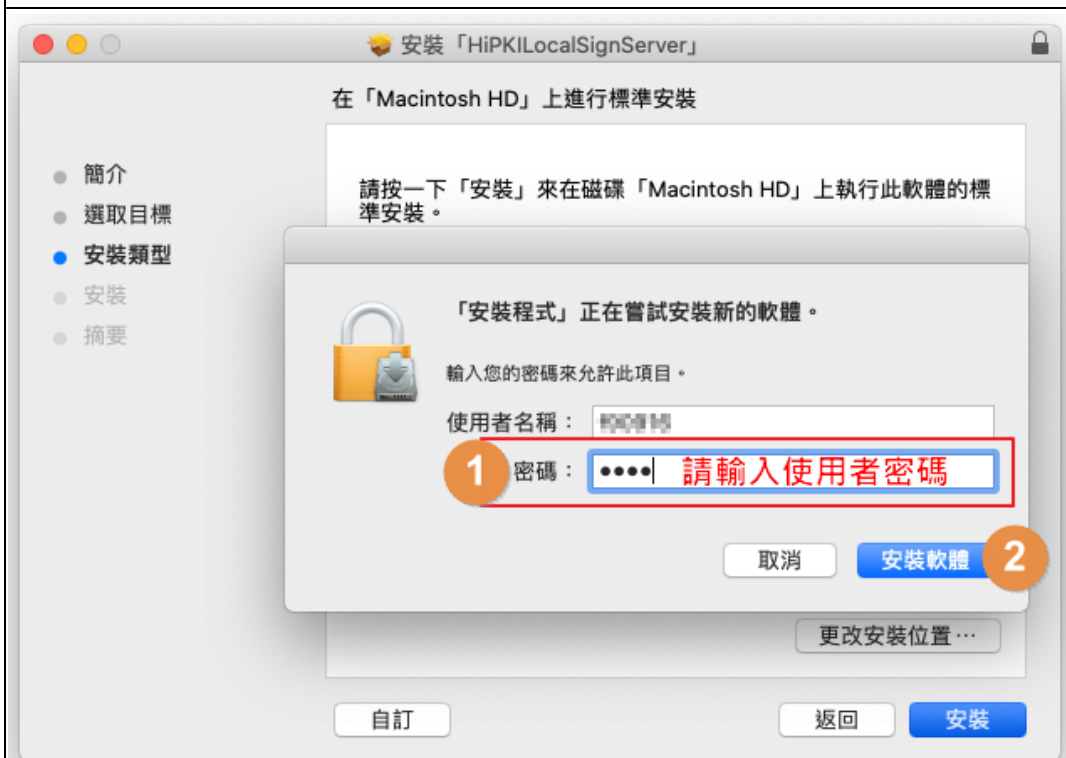 安裝「HiPKILocalSignServer」
在「Macintosh HD」上進行標準安裝
簡介
選取目標
安裝類型
安裝
摘要
請按一下「安裝」來在磁碟「Macintosh HD」上執行此軟體的標
準安裝。
「安裝程式」正在嘗試安裝新的軟體。
輸入您的密碼來允許此項目。
使用者名稱：
1 密碼： •••• 請輸入使用者密碼
取消 安裝軟體 2
更改安裝位置…
自訂 返回 安裝